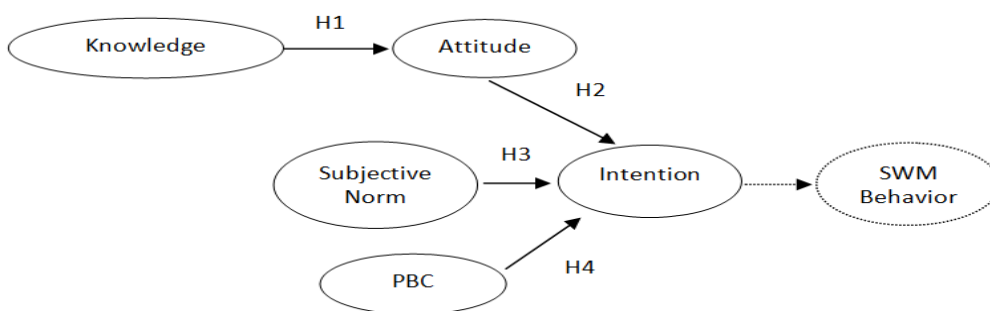 H1
Knowledge
Attitude
H2
H3
Subjective
Norm
Intention
SWM
Behavior
H4
PBC